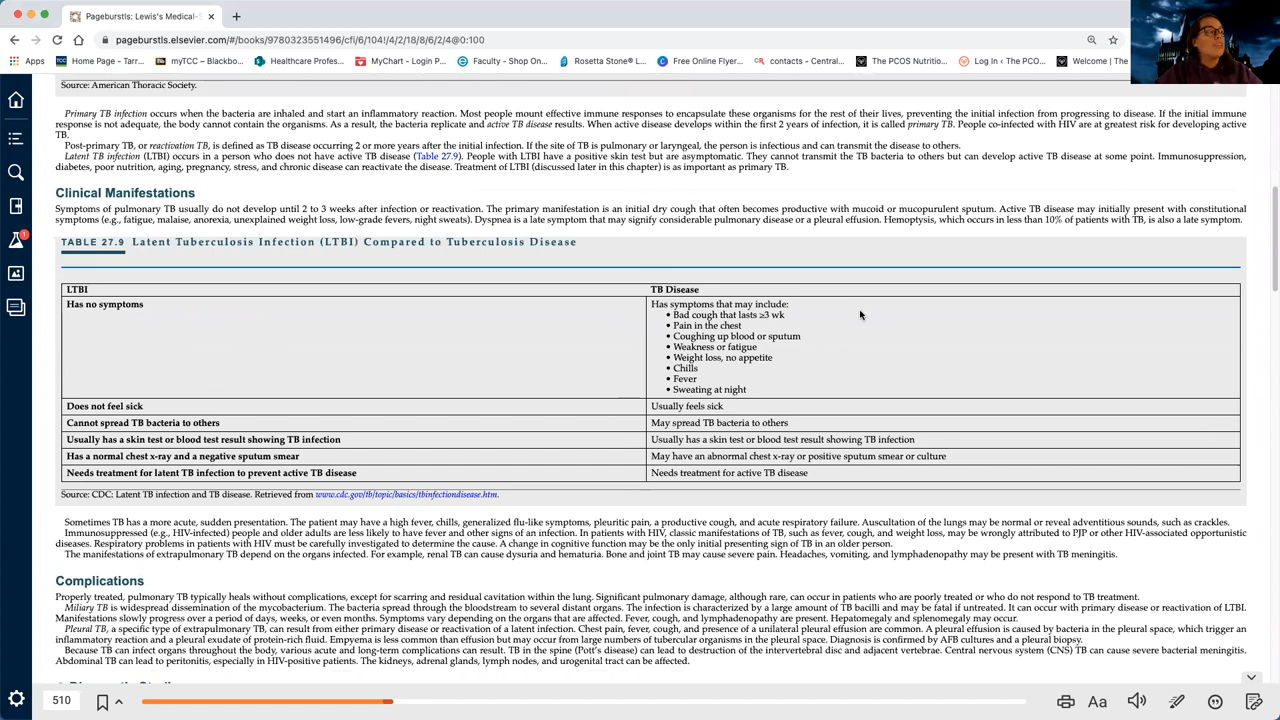 Pageburstls: Lewis's Medical-S
pageburstls.elsevier.com/#/books/9780323551496/cfi/6/104!/4/2/18/8/6/2/4@0:100
Apps Home Page - Tarr... myTCC – Blackbo... Healthcare Profes... MyChart - Login P... Faculty - Shop On... Rosetta Stone® L... Free Online Flyer... contacts - Central... The PCOS Nutritio... Log In ‹ The PCO... Welcome | The
Source: American Thoracic Society.
Primary TB infection occurs when the bacteria are inhaled and start an inflammatory reaction. Most people mount effective immune responses to encapsulate these organisms for the rest of their lives, preventing the initial infection from progressing to disease. If the initial immune
response is not adequate, the body cannot contain the organisms. As a result, the bacteria replicate and active TB disease results. When active disease develops within the first 2 years of infection, it is called primary TB. People co-infected with HIV are at greatest risk for developing active
TB.
Post-primary TB, or reactivation TB, is defined as TB disease occurring 2 or more years after the initial infection. If the site of TB is pulmonary or laryngeal, the person is infectious and can transmit the disease to others.
Latent TB infection (LTBI) occurs in a person who does not have active TB disease (Table 27.9). People with LTBI have a positive skin test but are asymptomatic. They cannot transmit the TB bacteria to others but can develop active TB disease at some point. Immunosuppression,
diabetes, poor nutrition, aging, pregnancy, stress, and chronic disease can reactivate the disease. Treatment of LTBI (discussed later in this chapter) is as important as primary TB.
Clinical Manifestations
Symptoms of pulmonary TB usually do not develop until 2 to 3 weeks after infection or reactivation. The primary manifestation is an initial dry cough that often becomes productive with mucoid or mucopurulent sputum. Active TB disease may initially present with constitutional
symptoms (e.g., fatigue, malaise, anorexia, unexplained weight loss, low-grade fevers, night sweats). Dyspnea is a late symptom that may signify considerable pulmonary disease or a pleural effusion. Hemoptysis, which occurs in less than 10% of patients with TB, is also a late symptom.
TABLE 27.9 Latent Tuberculosis Infection (LTBI) Compared to Tuberculosis Disease
LTBI TB Disease
Has no symptoms Has symptoms that may include:
• Bad cough that lasts ≥3 wk
• Pain in the chest
• Coughing up blood or sputum
• Weakness or fatigue
• Weight loss, no appetite
• Chills
• Fever
• Sweating at night
Does not feel sick Usually feels sick
Cannot spread TB bacteria to others May spread TB bacteria to others
Usually has a skin test or blood test result showing TB infection Usually has a skin test or blood test result showing TB infection
Has a normal chest x-ray and a negative sputum smear May have an abnormal chest x-ray or positive sputum smear or culture
Needs treatment for latent TB infection to prevent active TB disease Needs treatment for active TB disease
Source: CDC: Latent TB infection and TB disease. Retrieved from www.cdc.gov/tb/topic/basics/tbinfectiondisease.htm.
Sometimes TB has a more acute, sudden presentation. The patient may have a high fever, chills, generalized flu-like symptoms, pleuritic pain, a productive cough, and acute respiratory failure. Auscultation of the lungs may be normal or reveal adventitious sounds, such as crackles.
Immunosuppressed (e.g., HIV-infected) people and older adults are less likely to have fever and other signs of an infection. In patients with HIV, classic manifestations of TB, such as fever, cough, and weight loss, may be wrongly attributed to PJP or other HIV-associated opportunistic
diseases. Respiratory problems in patients with HIV must be carefully investigated to determine the cause. A change in cognitive function may be the only initial presenting sign of TB in an older person.
The manifestations of extrapulmonary TB depend on the organs infected. For example, renal TB can cause dysuria and hematuria. Bone and joint TB may cause severe pain. Headaches, vomiting, and lymphadenopathy may be present with TB meningitis.
Complications
Properly treated, pulmonary TB typically heals without complications, except for scarring and residual cavitation within the lung. Significant pulmonary damage, although rare, can occur in patients who are poorly treated or who do not respond to TB treatment.
Miliary TB is widespread dissemination of the mycobacterium. The bacteria spread through the bloodstream to several distant organs. The infection is characterized by a large amount of TB bacilli and may be fatal if untreated. It can occur with primary disease or reactivation of LTBI.
Manifestations slowly progress over a period of days, weeks, or even months. Symptoms vary depending on the organs that are affected. Fever, cough, and lymphadenopathy are present. Hepatomegaly and splenomegaly may occur.
Pleural TB, a specific type of extrapulmonary TB, can result from either primary disease or reactivation of a latent infection. Chest pain, fever, cough, and presence of a unilateral pleural effusion are common. A pleural effusion is caused by bacteria in the pleural space, which trigger an
inflammatory reaction and a pleural exudate of protein-rich fluid. Empyema is less common than effusion but may occur from large numbers of tubercular organisms in the pleural space. Diagnosis is confirmed by AFB cultures and a pleural biopsy.
Because TB can infect organs throughout the body, various acute and long-term complications can result. TB in the spine (Pott's disease) can lead to destruction of the intervertebral disc and adjacent vertebrae. Central nervous system (CNS) TB can cause severe bacterial meningitis.
Abdominal TB can lead to peritonitis, especially in HIV-positive patients. The kidneys, adrenal glands, lymph nodes, and urogenital tract can be affected.
510
Aa